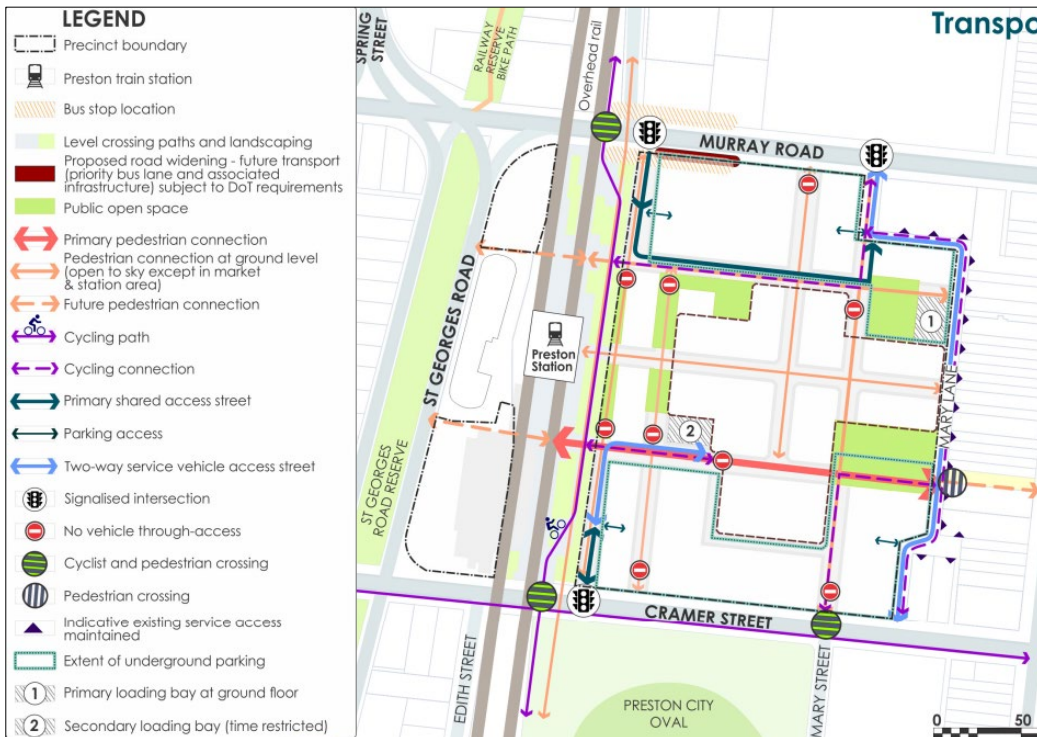 LEGEND
Precinct boundary
Preston train station
Bus stop location
Level crossing paths and landscaping
Proposed road widening - future transport
(priority bus lane and associated
infrastructure) subject to DoT requirements
Public open space
Primary pedestrian connection
Pedestrian connection at ground level
(open to sky except in market
& station area)
Future pedestrian connection
Cycling path
Cycling connection
Primary shared access street
Parking access
Two-way service vehicle access street
Signalised intersection
No vehicle through-access
Cyclist and pedestrian crossing
Pedestrian crossing
Indicative existing service access
maintained
Extent of underground parking
1 Primary loading bay at ground floor
2 Secondary loading bay (time restricted)
Transpo
SPRING
STREET
RAILWAY
RESERVE
BIKE PATH
Overhead rail
MURRAY ROAD
ST GEORGES ROAD
1
Preston
Station
MARY LANE
2
ST GEORGES
ROAD RESERVE
CRAMER STREET
EDITH STREET
MARY STREET
PRESTON CITY
OVAL
0 50